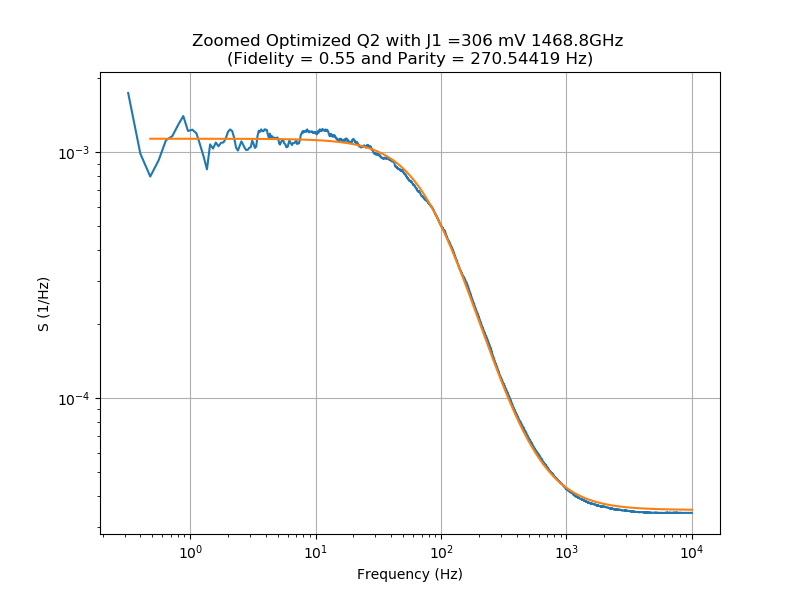 Zoomed Optimized Q2 with J1 =306 mV 1468.8GHz
(Fidelity = 0.55 and Parity = 270.54419 Hz)
S (1/Hz)
10⁻³
10⁻⁴
10⁰ 10¹ 10² 10³ 10⁴
Frequency (Hz)